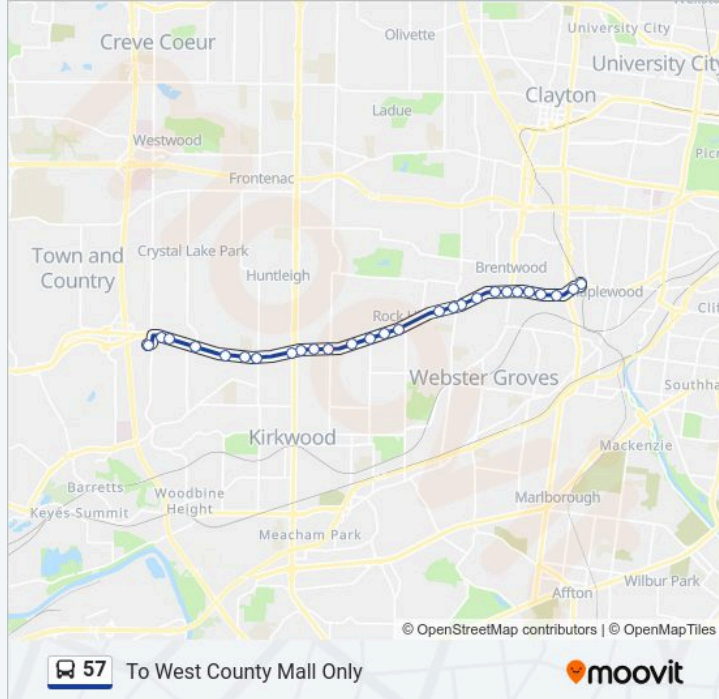 Creve Coeur
Olivette
University City
University City
Clayton
Ladue
Westwood
Frontenac
Town and
Country
Crystal Lake Park
Huntleigh
Brentwood
Webster Groves
Kirkwood
Mackenzie
Barretts
Woodbine
Height
Keyes Summit
Marlborough
Meacham Park
Wilbur Park
Affton
© OpenStreetMap contributors | © OpenMapTiles
57 To West County Mall Only
moovit